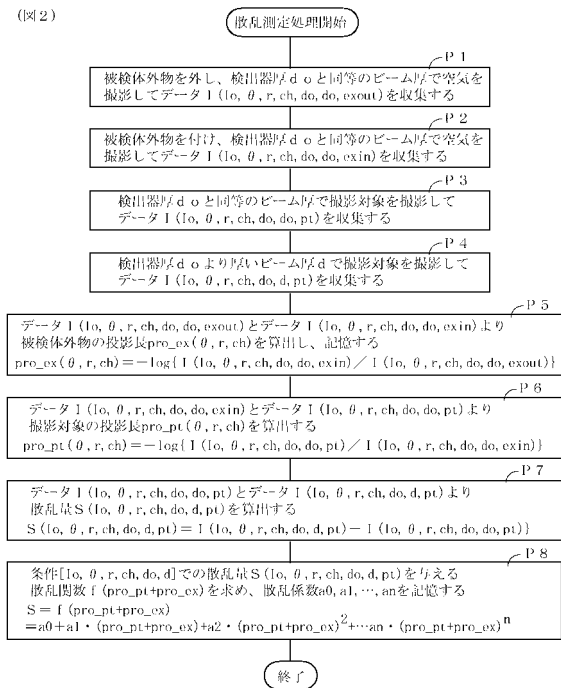 (図２)
散乱測定処理開始
Ｐ１
被検体外物を外し、検出器厚ｄｏと同等のビーム厚で空気を
撮影してデータＩ(Io, θ, r, ch, do, do, exout)を収集する
Ｐ２
被検体外物を付け、検出器厚ｄｏと同等のビーム厚で空気を
撮影してデータＩ(Io, θ, r, ch, do, do, exin)を収集する
Ｐ３
検出器厚ｄｏと同等のビーム厚で撮影対象を撮影して
データＩ(Io, θ, r, ch, do, do, pt)を収集する
Ｐ４
検出器厚ｄｏより厚いビーム厚ｄで撮影対象を撮影して
データＩ(Io, θ, r, ch, do, d, pt)を収集する
Ｐ５
データＩ(Io, θ, r, ch, do, do, exout)とデータＩ(Io, θ, r, ch, do, do, exin)より
被検体外物の投影長pro_ex(θ, r, ch)を算出し、記憶する
pro_ex(θ, r, ch)＝－log{Ｉ(Io, θ, r, ch, do, do, exin)／Ｉ(Io, θ, r, ch, do, do, exout)}
Ｐ６
データＩ(Io, θ, r, ch, do, do, exin)とデータＩ(Io, θ, r, ch, do, do, pt)より
撮影対象の投影長pro_pt(θ, r, ch)を算出する
pro_pt(θ, r, ch)＝－log{Ｉ(Io, θ, r, ch, do, do, pt)／Ｉ(Io, θ, r, ch, do, do, exin)}
Ｐ７
データＩ(Io, θ, r, ch, do, do, pt)とデータＩ(Io, θ, r, ch, do, d, pt)より
散乱量Ｓ(Io, θ, r, ch, do, d, pt)を算出する
Ｓ(Io, θ, r, ch, do, d, pt)＝Ｉ(Io, θ, r, ch, do, d, pt)－Ｉ(Io, θ, r, ch, do, do, pt)}
Ｐ８
条件[Io, θ, r, ch, do, d]での散乱量Ｓ(Io, θ, r, ch, do, d, pt)を与える
散乱関数ｆ(pro_pt+pro_ex)を求め、散乱係数a0, a1, …, anを記憶する
Ｓ＝ｆ(pro_pt+pro_ex)
＝a0＋a1・(pro_pt+pro_ex)+a2・(pro_pt+pro_ex)²+…an・(pro_pt+pro_ex)ⁿ
終了